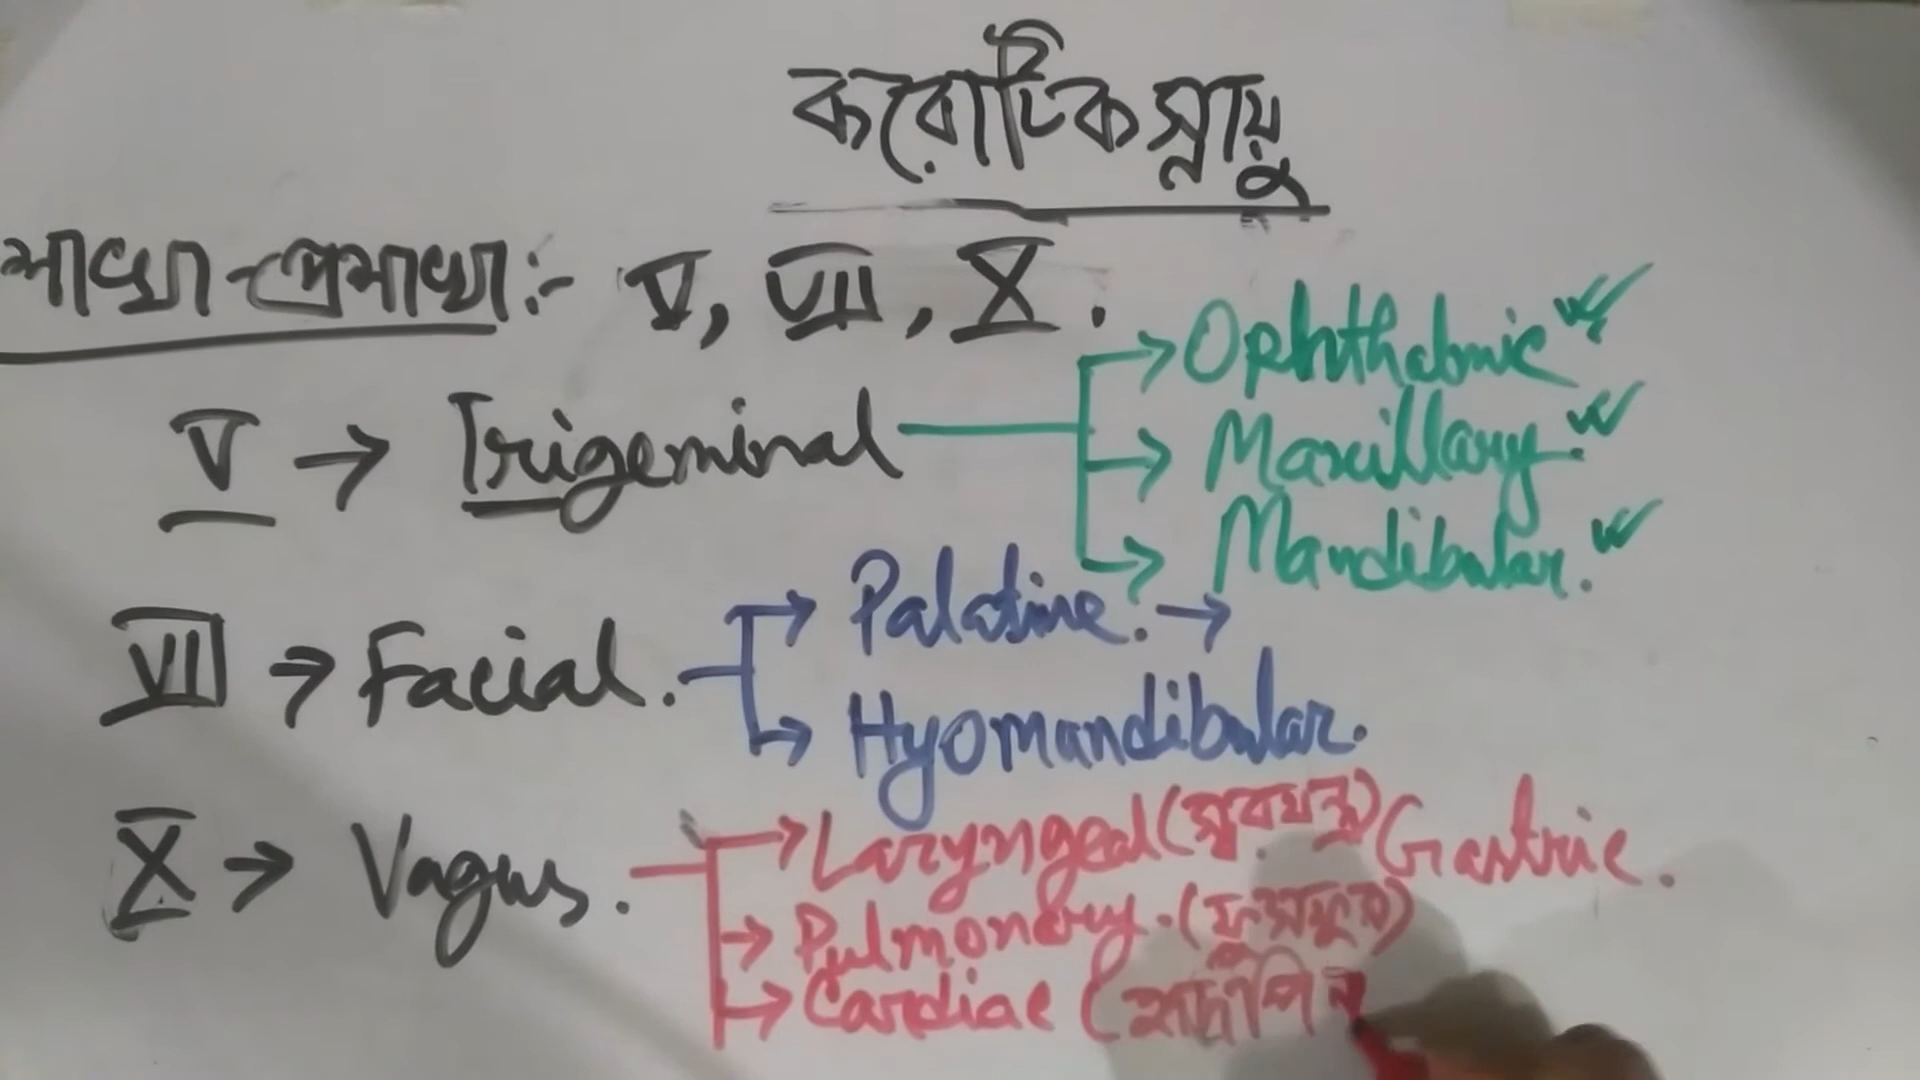 করোটিক স্নায়ু
শাখা-প্রশাখা:- V, VII, X.
V → Trigeminal → Ophthalmic
→ Maxillary.
→ Mandibular.
VII → Facial. → Palatine. →
→ Hyomandibular.
X → Vagus. → Laryngeal (স্বরযন্ত্র) Gastric.
→ Pulmonary. (ফুসফুস)
→ Cardiac (হৃদপিন